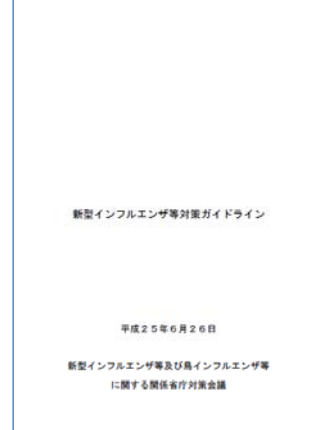 新型インフルエンザ等対策ガイドライン
平成２５年６月２６日
新型インフルエンザ等及び鳥インフルエンザ等
に関する関係省庁対策会議